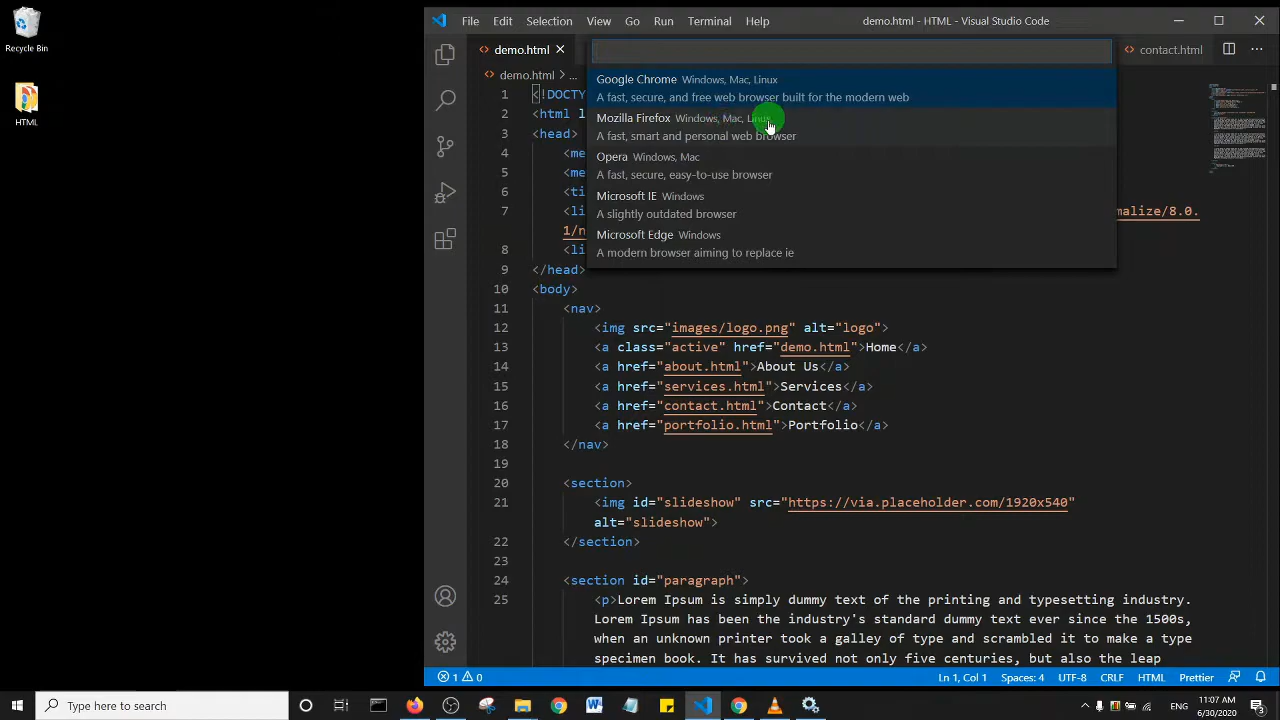 Recycle Bin
HTML
File Edit Selection View Go Run Terminal Help demo.html - HTML - Visual Studio Code
demo.html contact.html
demo.html > ...
Google Chrome Windows, Mac, Linux
A fast, secure, and free web browser built for the modern web
Mozilla Firefox Windows, Mac, Linux
A fast, smart and personal web browser
Opera Windows, Mac
A fast, secure, easy-to-use browser
Microsoft IE Windows
A slightly outdated browser
Microsoft Edge Windows
A modern browser aiming to replace ie
1 <!DOCTY
2 <html l
3 <head>
4 <me
5 <me
6 <ti
7 <li malize/8.0.
1/n
8 <li
9 </head>
10 <body>
11 <nav>
12 <img src="images/logo.png" alt="logo">
13 <a class="active" href="demo.html">Home</a>
14 <a href="about.html">About Us</a>
15 <a href="services.html">Services</a>
16 <a href="contact.html">Contact</a>
17 <a href="portfolio.html">Portfolio</a>
18 </nav>
19
20 <section>
21 <img id="slideshow" src="https://via.placeholder.com/1920x540"
alt="slideshow">
22 </section>
23
24 <section id="paragraph">
25 <p>Lorem Ipsum is simply dummy text of the printing and typesetting industry.
Lorem Ipsum has been the industry's standard dummy text ever since the 1500s,
when an unknown printer took a galley of type and scrambled it to make a type
specimen book. It has survived not only five centuries, but also the leap
1 0 Ln 1, Col 1 Spaces: 4 UTF-8 CRLF HTML Prettier
Type here to search
ENG
11:07 AM
6/30/2020